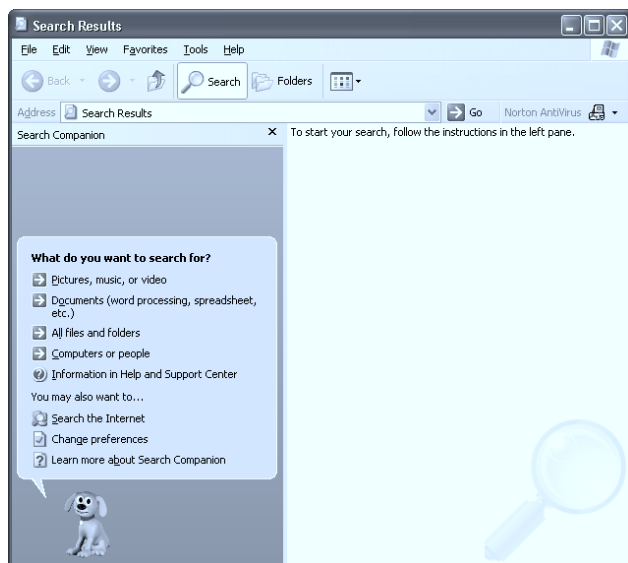 Search Results
File Edit View Favorites Tools Help
Back Search Folders
Address Search Results Go Norton AntiVirus
Search Companion
To start your search, follow the instructions in the left pane.
What do you want to search for?
Pictures, music, or video
Documents (word processing, spreadsheet,
etc.)
All files and folders
Computers or people
Information in Help and Support Center
You may also want to...
Search the Internet
Change preferences
Learn more about Search Companion